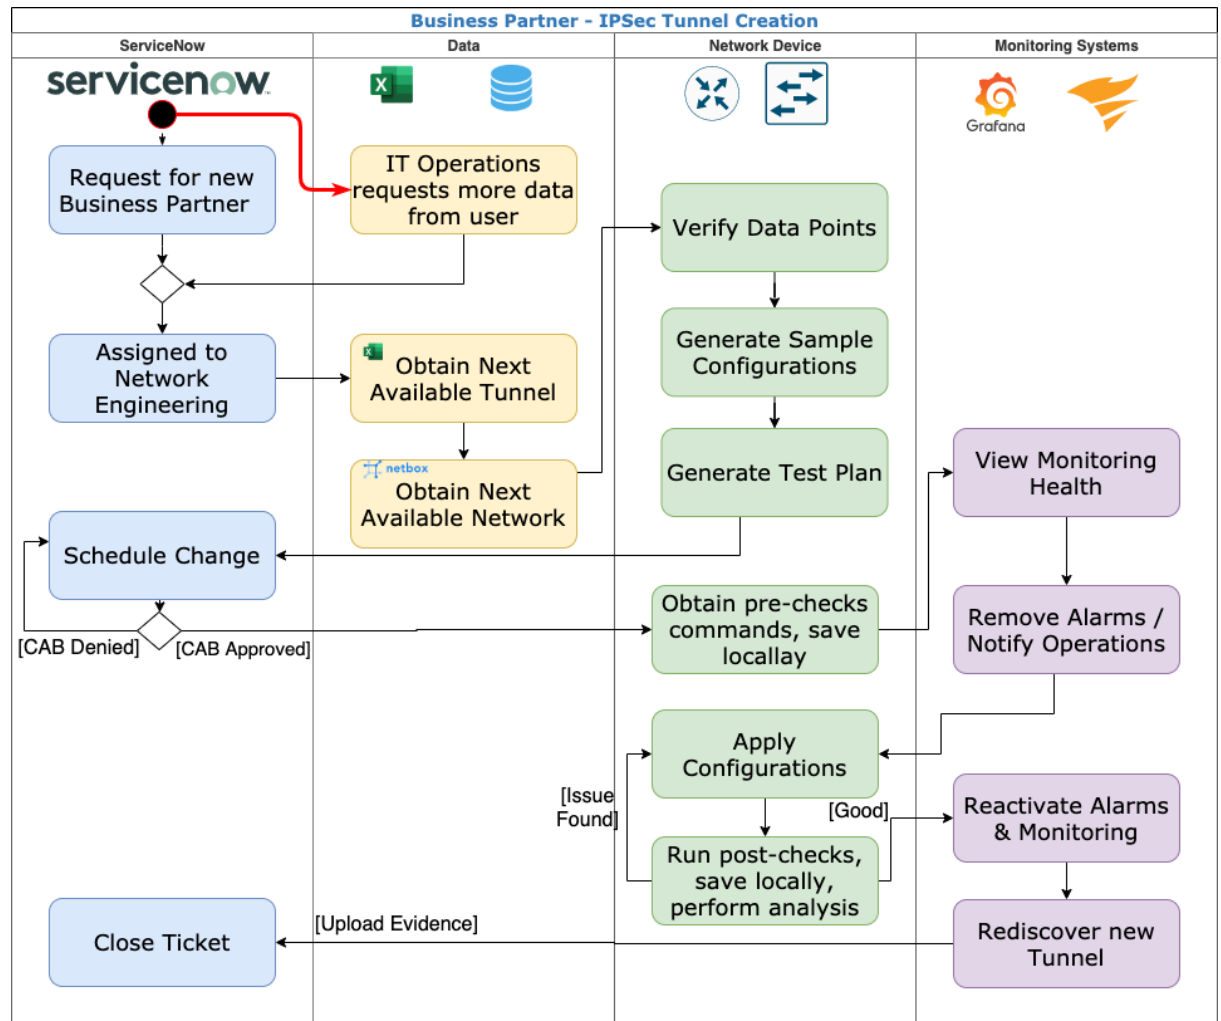 Business Partner - IPSec Tunnel Creation
ServiceNow
Data
Network Device
Monitoring Systems
servicenow
Grafana
Request for new
Business Partner
IT Operations
requests more data
from user
Verify Data Points
Generate Sample
Configurations
Assigned to
Network
Engineering
Obtain Next
Available Tunnel
netbox
Obtain Next
Available Network
Generate Test Plan
View Monitoring
Health
Schedule Change
[CAB Denied]
[CAB Approved]
Obtain pre-checks
commands, save
locallay
Remove Alarms /
Notify Operations
Apply
Configurations
[Issue
Found]
[Good]
Reactivate Alarms
& Monitoring
Run post-checks,
save locally,
perform analysis
Close Ticket
[Upload Evidence]
Rediscover new
Tunnel